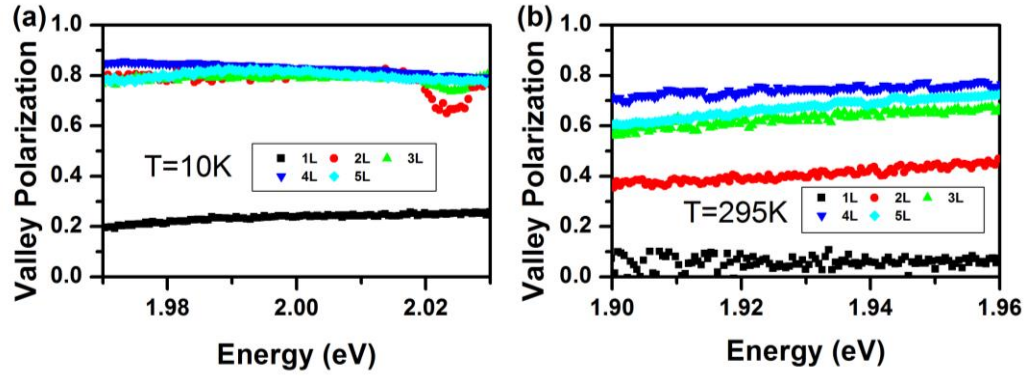 (a)
Valley Polarization
1.0
0.8
0.6
0.4
0.2
0.0
T=10K
1L 2L 3L
4L 5L
1.98 2.00 2.02
Energy (eV)
(b)
Valley Polarization
1.0
0.8
0.6
0.4
0.2
0.0
T=295K
1L 2L 3L
4L 5L
1.90 1.92 1.94 1.96
Energy (eV)